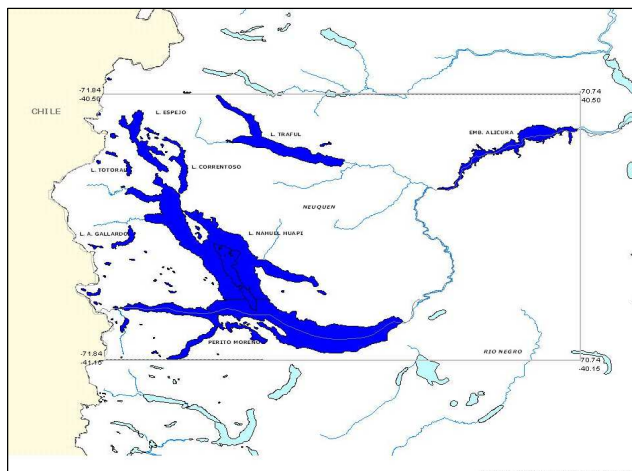 -71.84
40.50
-70.74
40.50
CHILE
L. ESPEJO
L. TRAFUL
EMB. ALICURA
L. TOTORAL
L. CORRENTOSO
NEUQUEN
L. A. GALLARDO
L. NAHUEL HUAPI
PERITO MORENO
RIO NEGRO
-71.84
-41.15
-70.74
-40.15